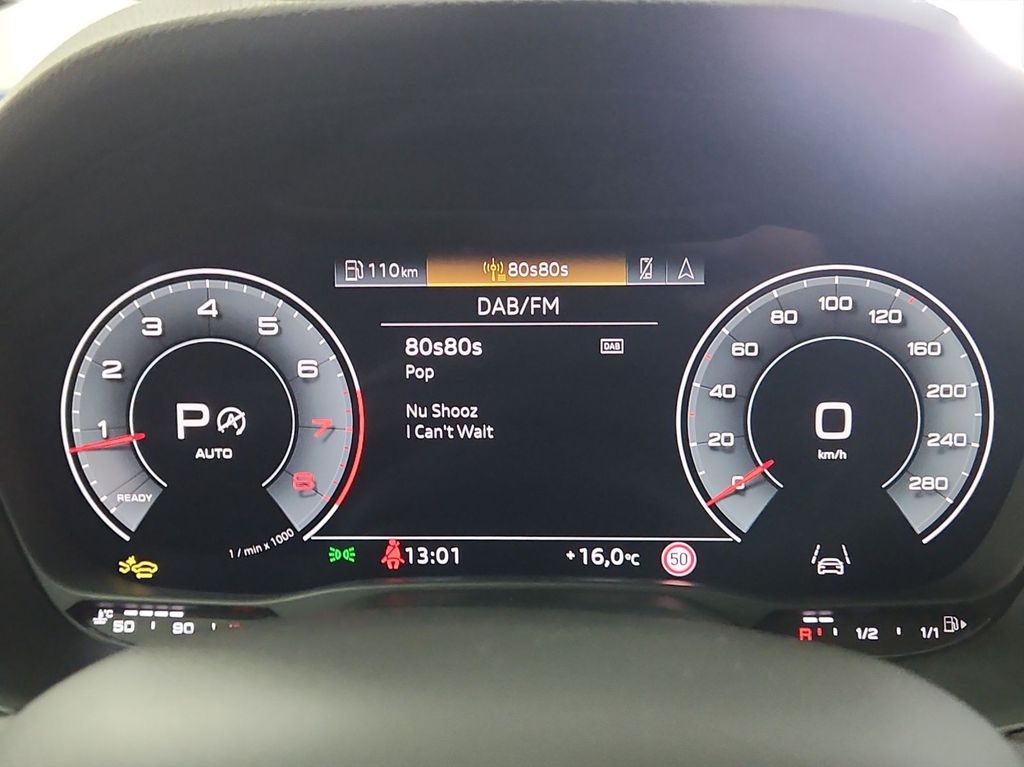 110 km
80s80s
DAB/FM
80s80s
DAB
Pop
Nu Shooz
I Can't Wait
1
2
3
4
5
6
7
8
P
A
AUTO
READY
1 / min x 1000
0
20
40
60
80
100
120
160
200
240
280
0
km/h
13:01
+16,0°C
50
°C
50
90
R
1/2
1/1